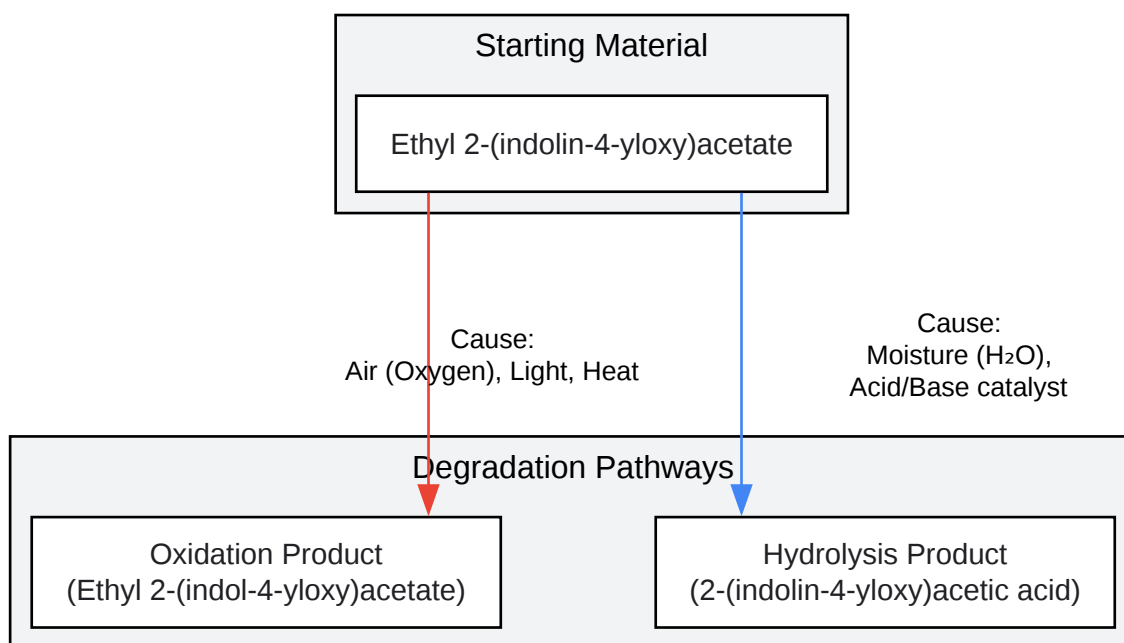 Starting Material
Ethyl 2-(indolin-4-yloxy)acetate
Cause:
Air (Oxygen), Light, Heat
Cause:
Moisture (H₂O),
Acid/Base catalyst
Degradation Pathways
Oxidation Product
(Ethyl 2-(indol-4-yloxy)acetate)
Hydrolysis Product
(2-(indolin-4-yloxy)acetic acid)